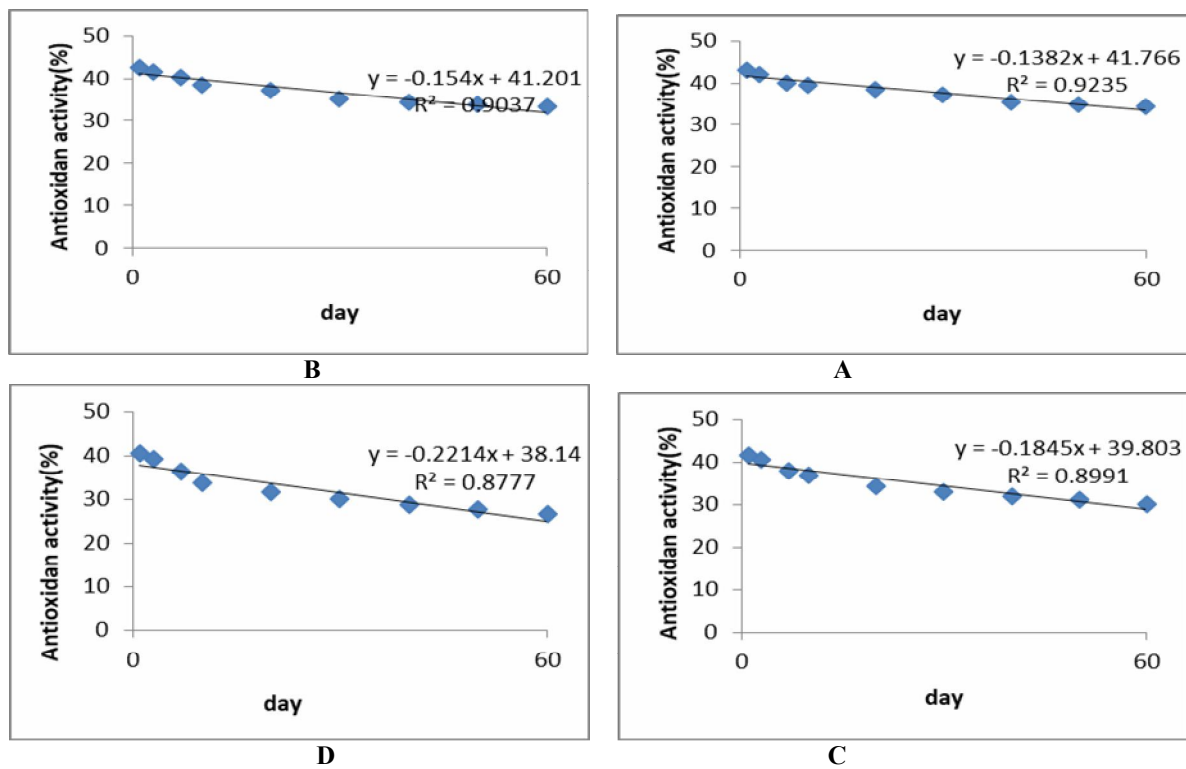 50
40
30
20
10
0
Antioxidan activity(%)
y = -0.154x + 41.201
R² = 0.9037
0
60
day
B
50
40
30
20
10
0
Antioxidan activity(%)
y = -0.1382x + 41.766
R² = 0.9235
0
60
day
A
50
40
30
20
10
0
Antioxidan activity(%)
y = -0.2214x + 38.14
R² = 0.8777
0
60
day
D
50
40
30
20
10
0
Antioxidan activity(%)
y = -0.1845x + 39.803
R² = 0.8991
0
60
day
C